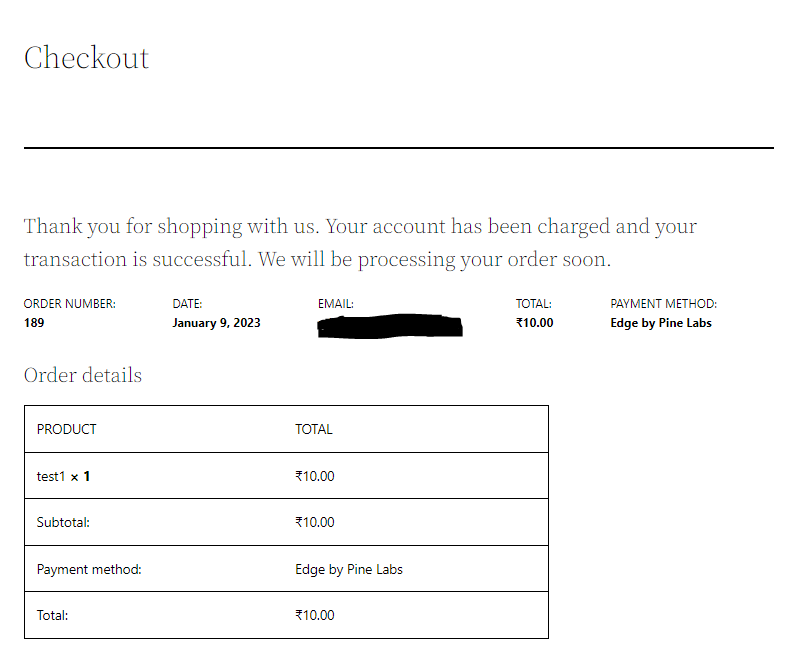 Checkout
Thank you for shopping with us. Your account has been charged and your
transaction is successful. We will be processing your order soon.
ORDER NUMBER: DATE: EMAIL: TOTAL: PAYMENT METHOD:
189 January 9, 2023 ₹10.00 Edge by Pine Labs
Order details
PRODUCT TOTAL
test1 × 1 ₹10.00
Subtotal: ₹10.00
Payment method: Edge by Pine Labs
Total: ₹10.00